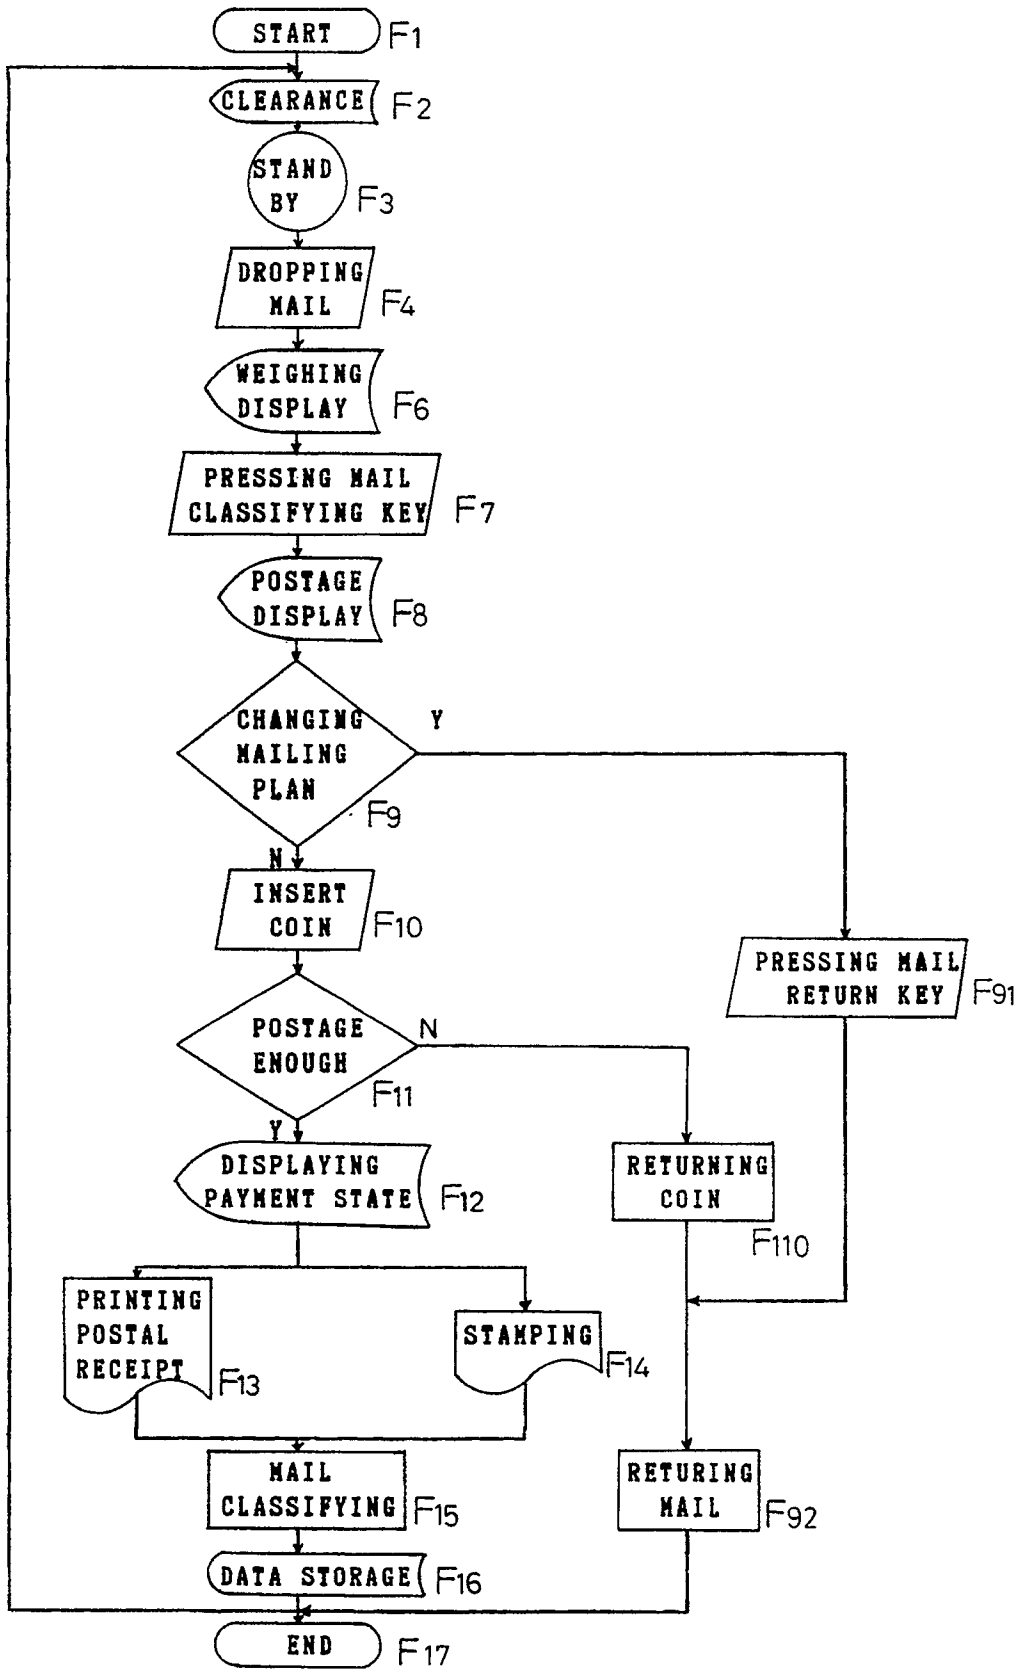 START
F1
CLEARANCE
F2
STAND
BY
F3
DROPPING
MAIL
F4
WEIGHING
DISPLAY
F6
PRESSING MAIL
CLASSIFYING KEY
F7
POSTAGE
DISPLAY
F8
CHANGING
MAILING
PLAN
F9
Y
N
INSERT
COIN
F10
PRESSING MAIL
RETURN KEY
F91
POSTAGE
ENOUGH
F11
N
Y
DISPLAYING
PAYMENT STATE
F12
RETURNING
COIN
F110
PRINTING
POSTAL
RECEIPT
F13
STAMPING
F14
MAIL
CLASSIFYING
F15
RETURING
MAIL
F92
DATA STORAGE
F16
END
F17